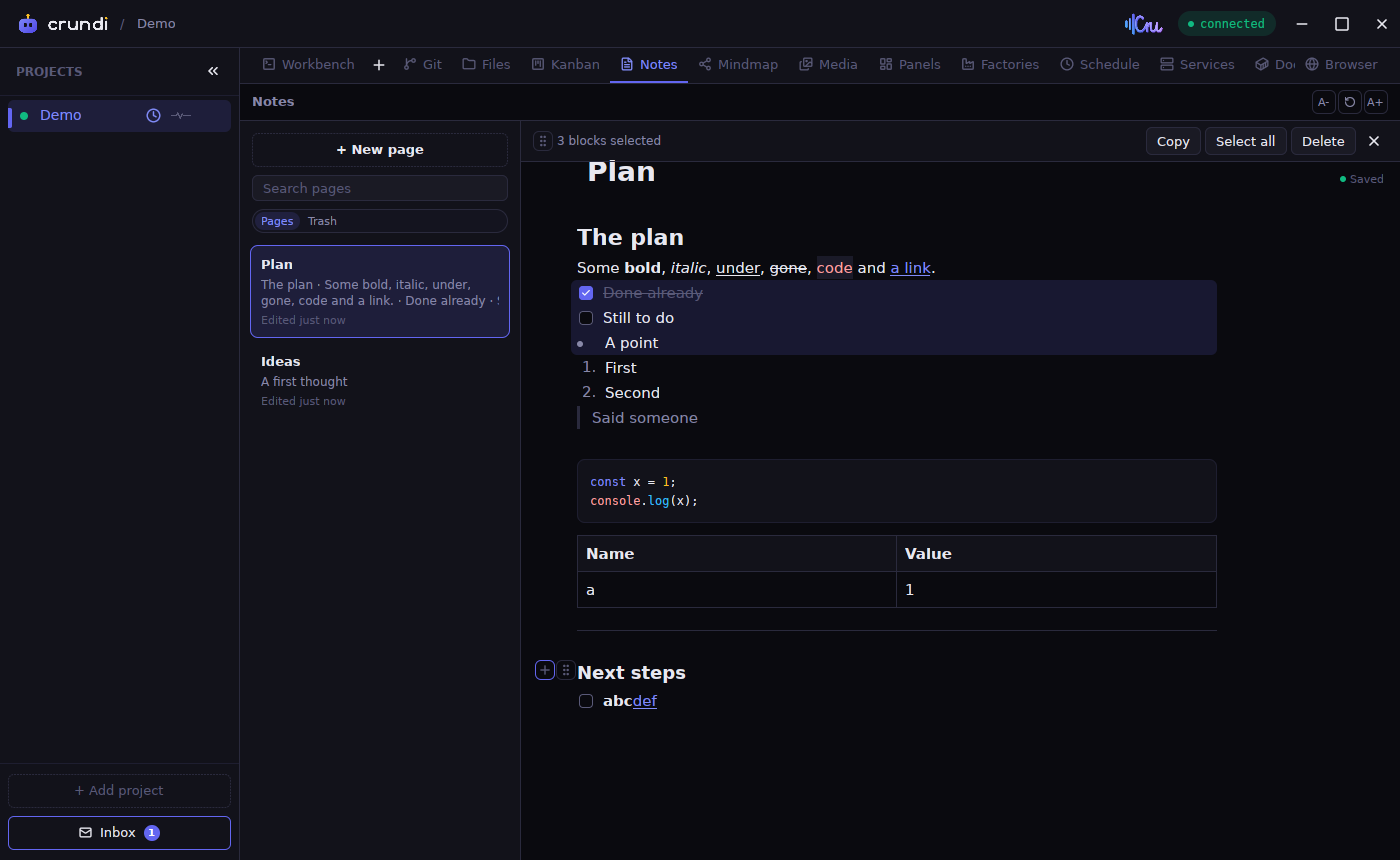 crundi / Demo
Cru
connected
PROJECTS
Workbench
Git
Files
Kanban
Notes
Mindmap
Media
Panels
Factories
Schedule
Services
Browser
Demo
Notes
A-
A+
+ New page
Search pages
Pages
Trash
Plan
The plan · Some bold, italic, under,
gone, code and a link. · Done already ·
Edited just now
Ideas
A first thought
Edited just now
3 blocks selected
Copy
Select all
Delete
Plan
Saved
The plan
Some bold, italic, under, gone, code and a link.
Done already
Still to do
A point
1. First
2. Second
Said someone
const x = 1;
console.log(x);
Name Value
a 1
Next steps
abcdef
+ Add project
Inbox 1